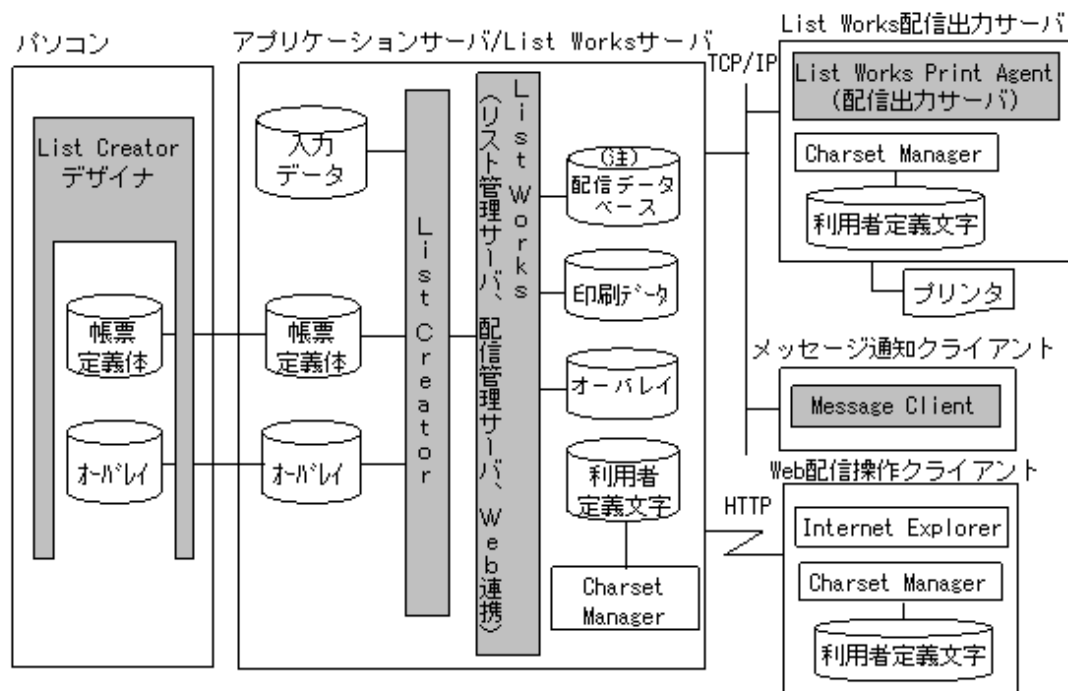 パソコン
List Creator
デザイナ
帳票
定義体
オーバレイ
アプリケーションサーバ/List Worksサーバ
入力
データ
帳票
定義体
オーバレイ
List Creator
List Works
(リスト管理サーバ、配信管理サーバ、Web連携)
(注)
配信データ
ベース
印刷データ
オーバレイ
利用者
定義文字
Charset
Manager
TCP/IP
HTTP
List Works配信出力サーバ
List Works Print Agent
(配信出力サーバ)
Charset Manager
利用者定義文字
プリンタ
メッセージ通知クライアント
Message Client
Web配信操作クライアント
Internet Explorer
Charset Manager
利用者定義文字